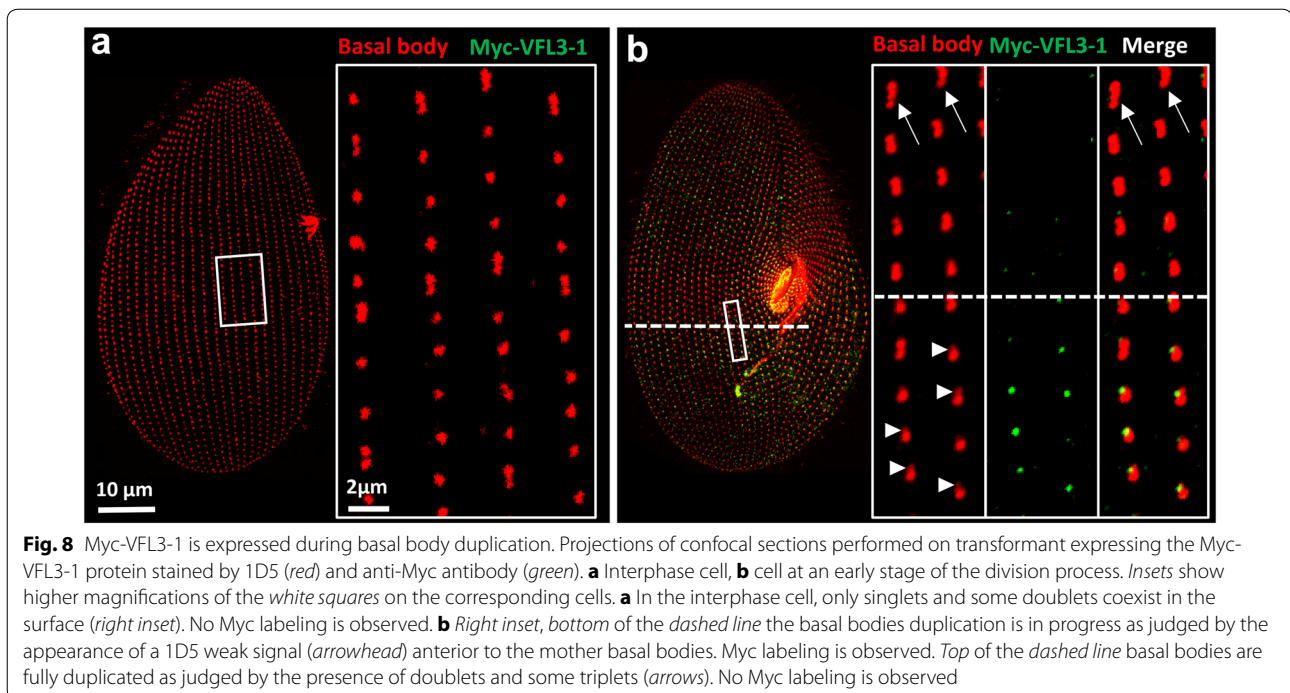 a
Basal body Myc-VFL3-1
10 µm
2µm
b
Basal body Myc-VFL3-1 Merge
Fig. 8 Myc-VFL3-1 is expressed during basal body duplication. Projections of confocal sections performed on transformant expressing the Myc-
VFL3-1 protein stained by 1D5 (red) and anti-Myc antibody (green). a Interphase cell, b cell at an early stage of the division process. Insets show
higher magnifications of the white squares on the corresponding cells. a In the interphase cell, only singlets and some doublets coexist in the
surface (right inset). No Myc labeling is observed. b Right inset, bottom of the dashed line the basal bodies duplication is in progress as judged by the
appearance of a 1D5 weak signal (arrowhead) anterior to the mother basal bodies. Myc labeling is observed. Top of the dashed line basal bodies are
fully duplicated as judged by the presence of doublets and some triplets (arrows). No Myc labeling is observed